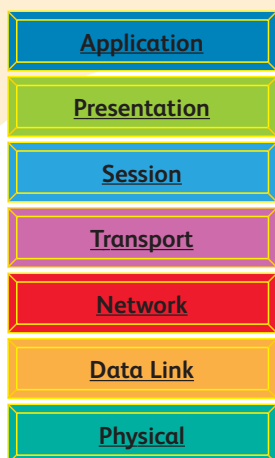 Application
Presentation
Session
Transport
Network
Data Link
Physical